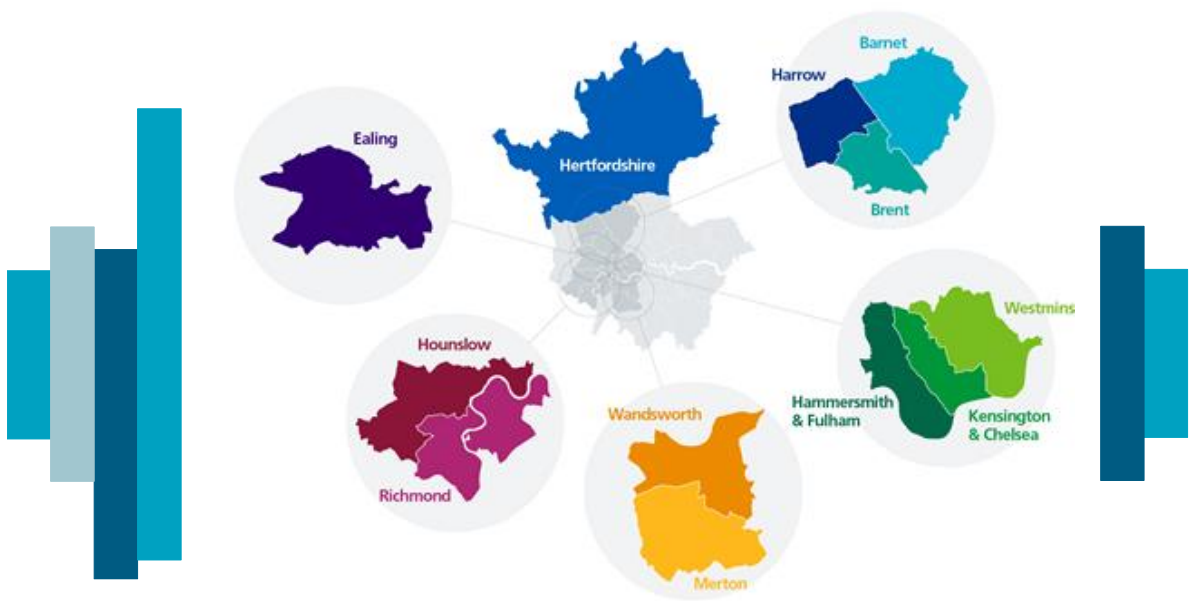 Barnet
Harrow
Ealing
Hertfordshire
Brent
Westmins
Hounslow
Hammersmith
& Fulham
Kensington
& Chelsea
Wandsworth
Richmond
Merton